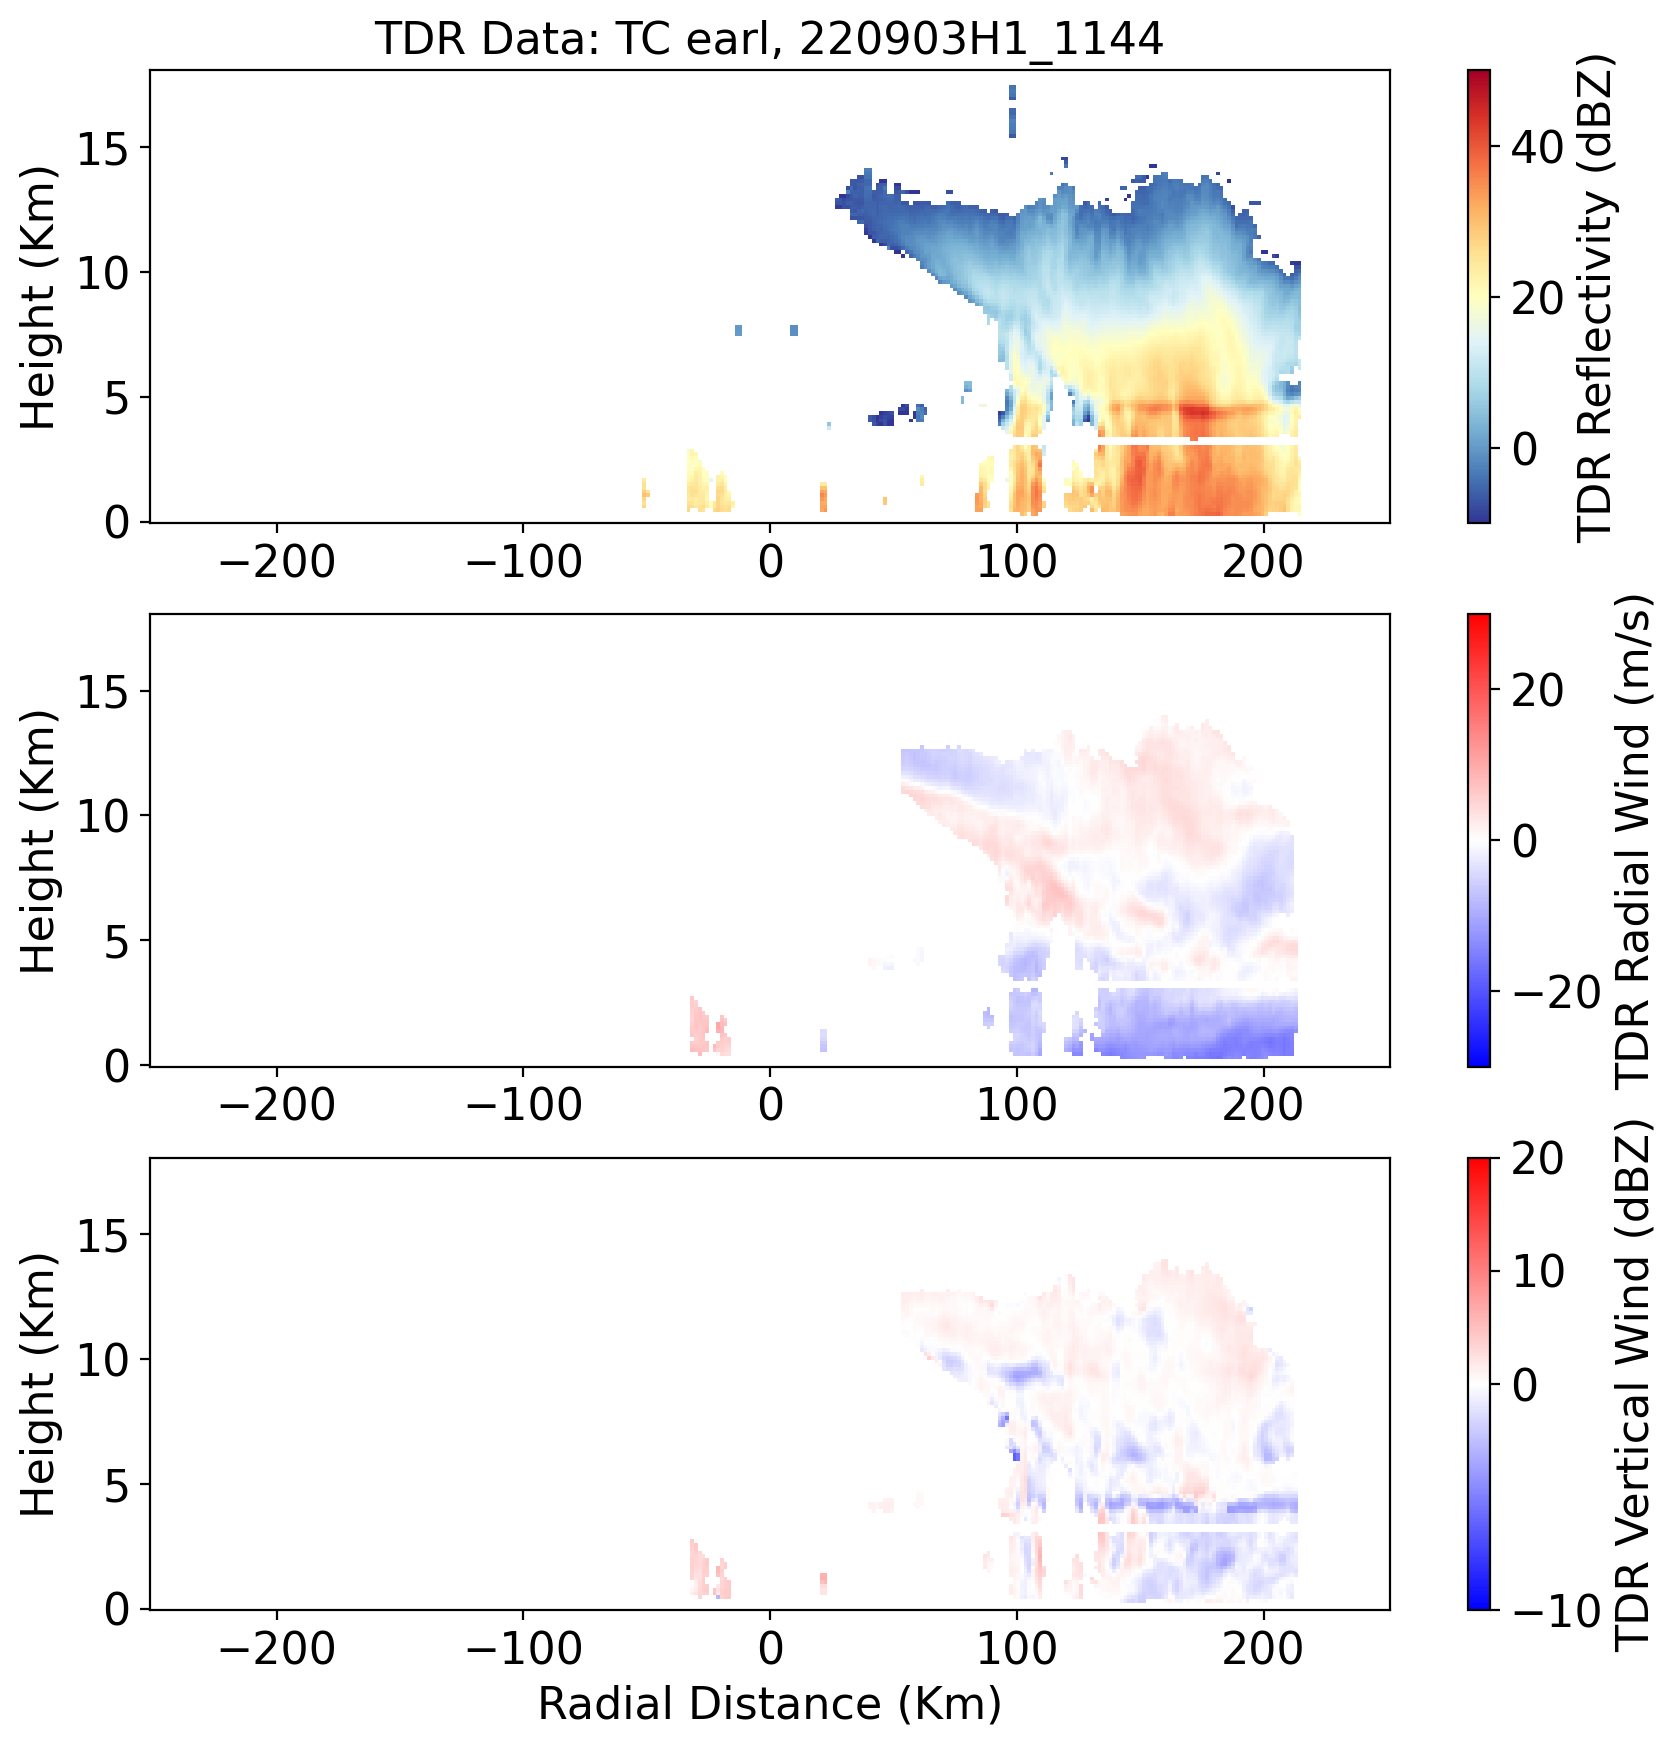 TDR Data: TC earl, 220903H1_1144
Height (Km)
15
10
5
0
−200 −100 0 100 200
40
20
0
TDR Reflectivity (dBZ)
Height (Km)
15
10
5
0
−200 −100 0 100 200
20
0
−20
TDR Radial Wind (m/s)
Height (Km)
15
10
5
0
−200 −100 0 100 200
Radial Distance (Km)
20
10
0
−10
TDR Vertical Wind (dBZ)